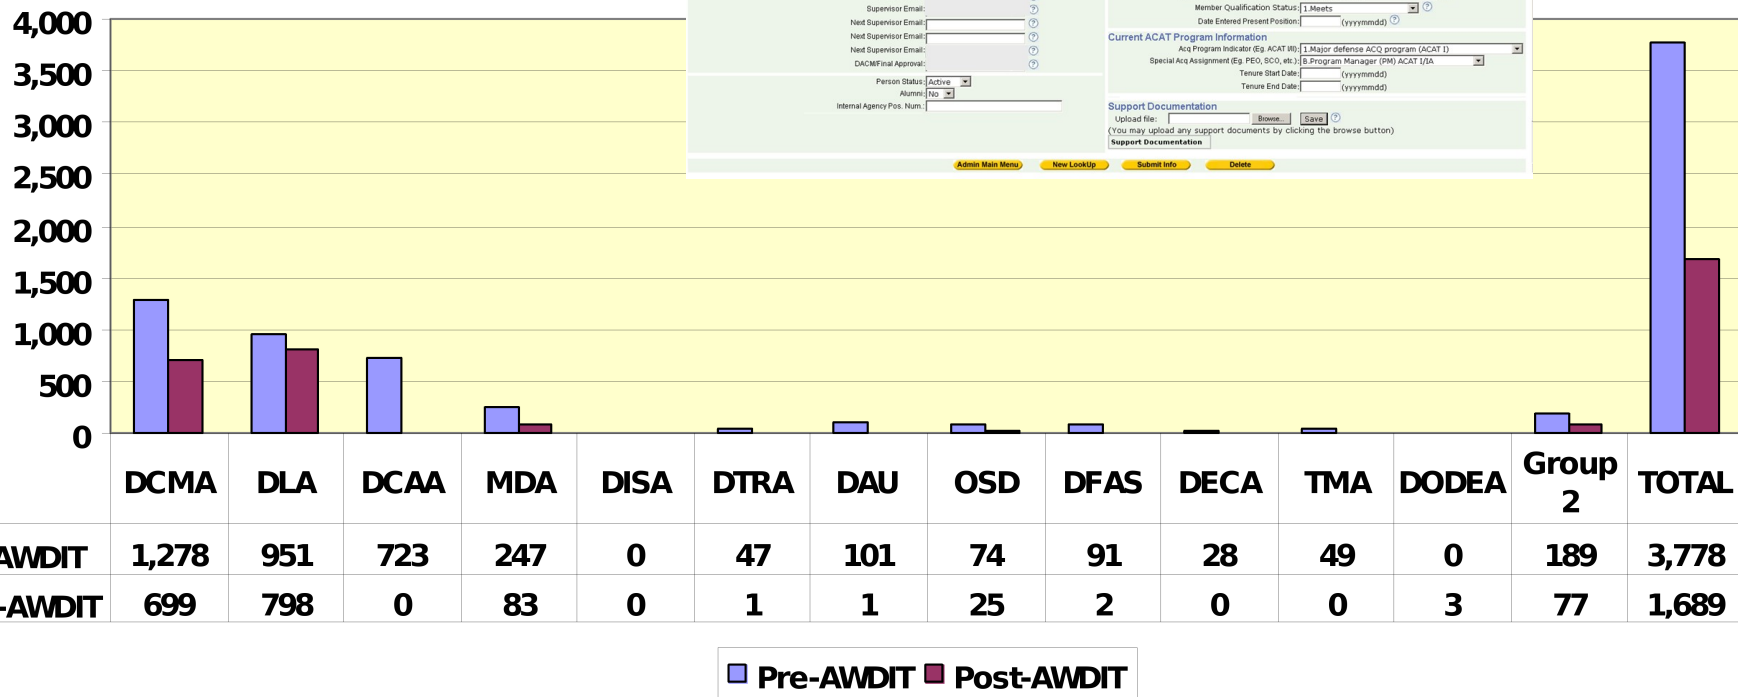 4,000
3,500
3,000
2,500
2,000
1,500
1,000
500
0
Supervisor Email:
Next Supervisor Email:
Next Supervisor Email:
Next Supervisor Email:
DACM/Final Approval:
Person Status: Active
Alumni: No
Internal Agency Pos. Num.:
Member Qualification Status: 1.Meets
Date Entered Present Position: (yyyymmdd)
Current ACAT Program Information
Acq Program Indicator (Eg. ACAT I/II): 1.Major defense ACQ program (ACAT I)
Special Acq Assignment (Eg. PEO, SCO, etc.): B.Program Manager (PM) ACAT I/IA
Tenure Start Date: (yyyymmdd)
Tenure End Date: (yyyymmdd)
Support Documentation
Upload file: Browse... Save
(You may upload any support documents by clicking the browse button)
Support Documentation
Admin Main Menu New LookUp Submit Info Delete
DCMA DLA DCAA MDA DISA DTRA DAU OSD DFAS DECA TMA DODEA Group 2 TOTAL
AWDIT 1,278 951 723 247 0 47 101 74 91 28 49 0 189 3,778
-AWDIT 699 798 0 83 0 1 1 25 2 0 0 3 77 1,689
Pre-AWDIT Post-AWDIT